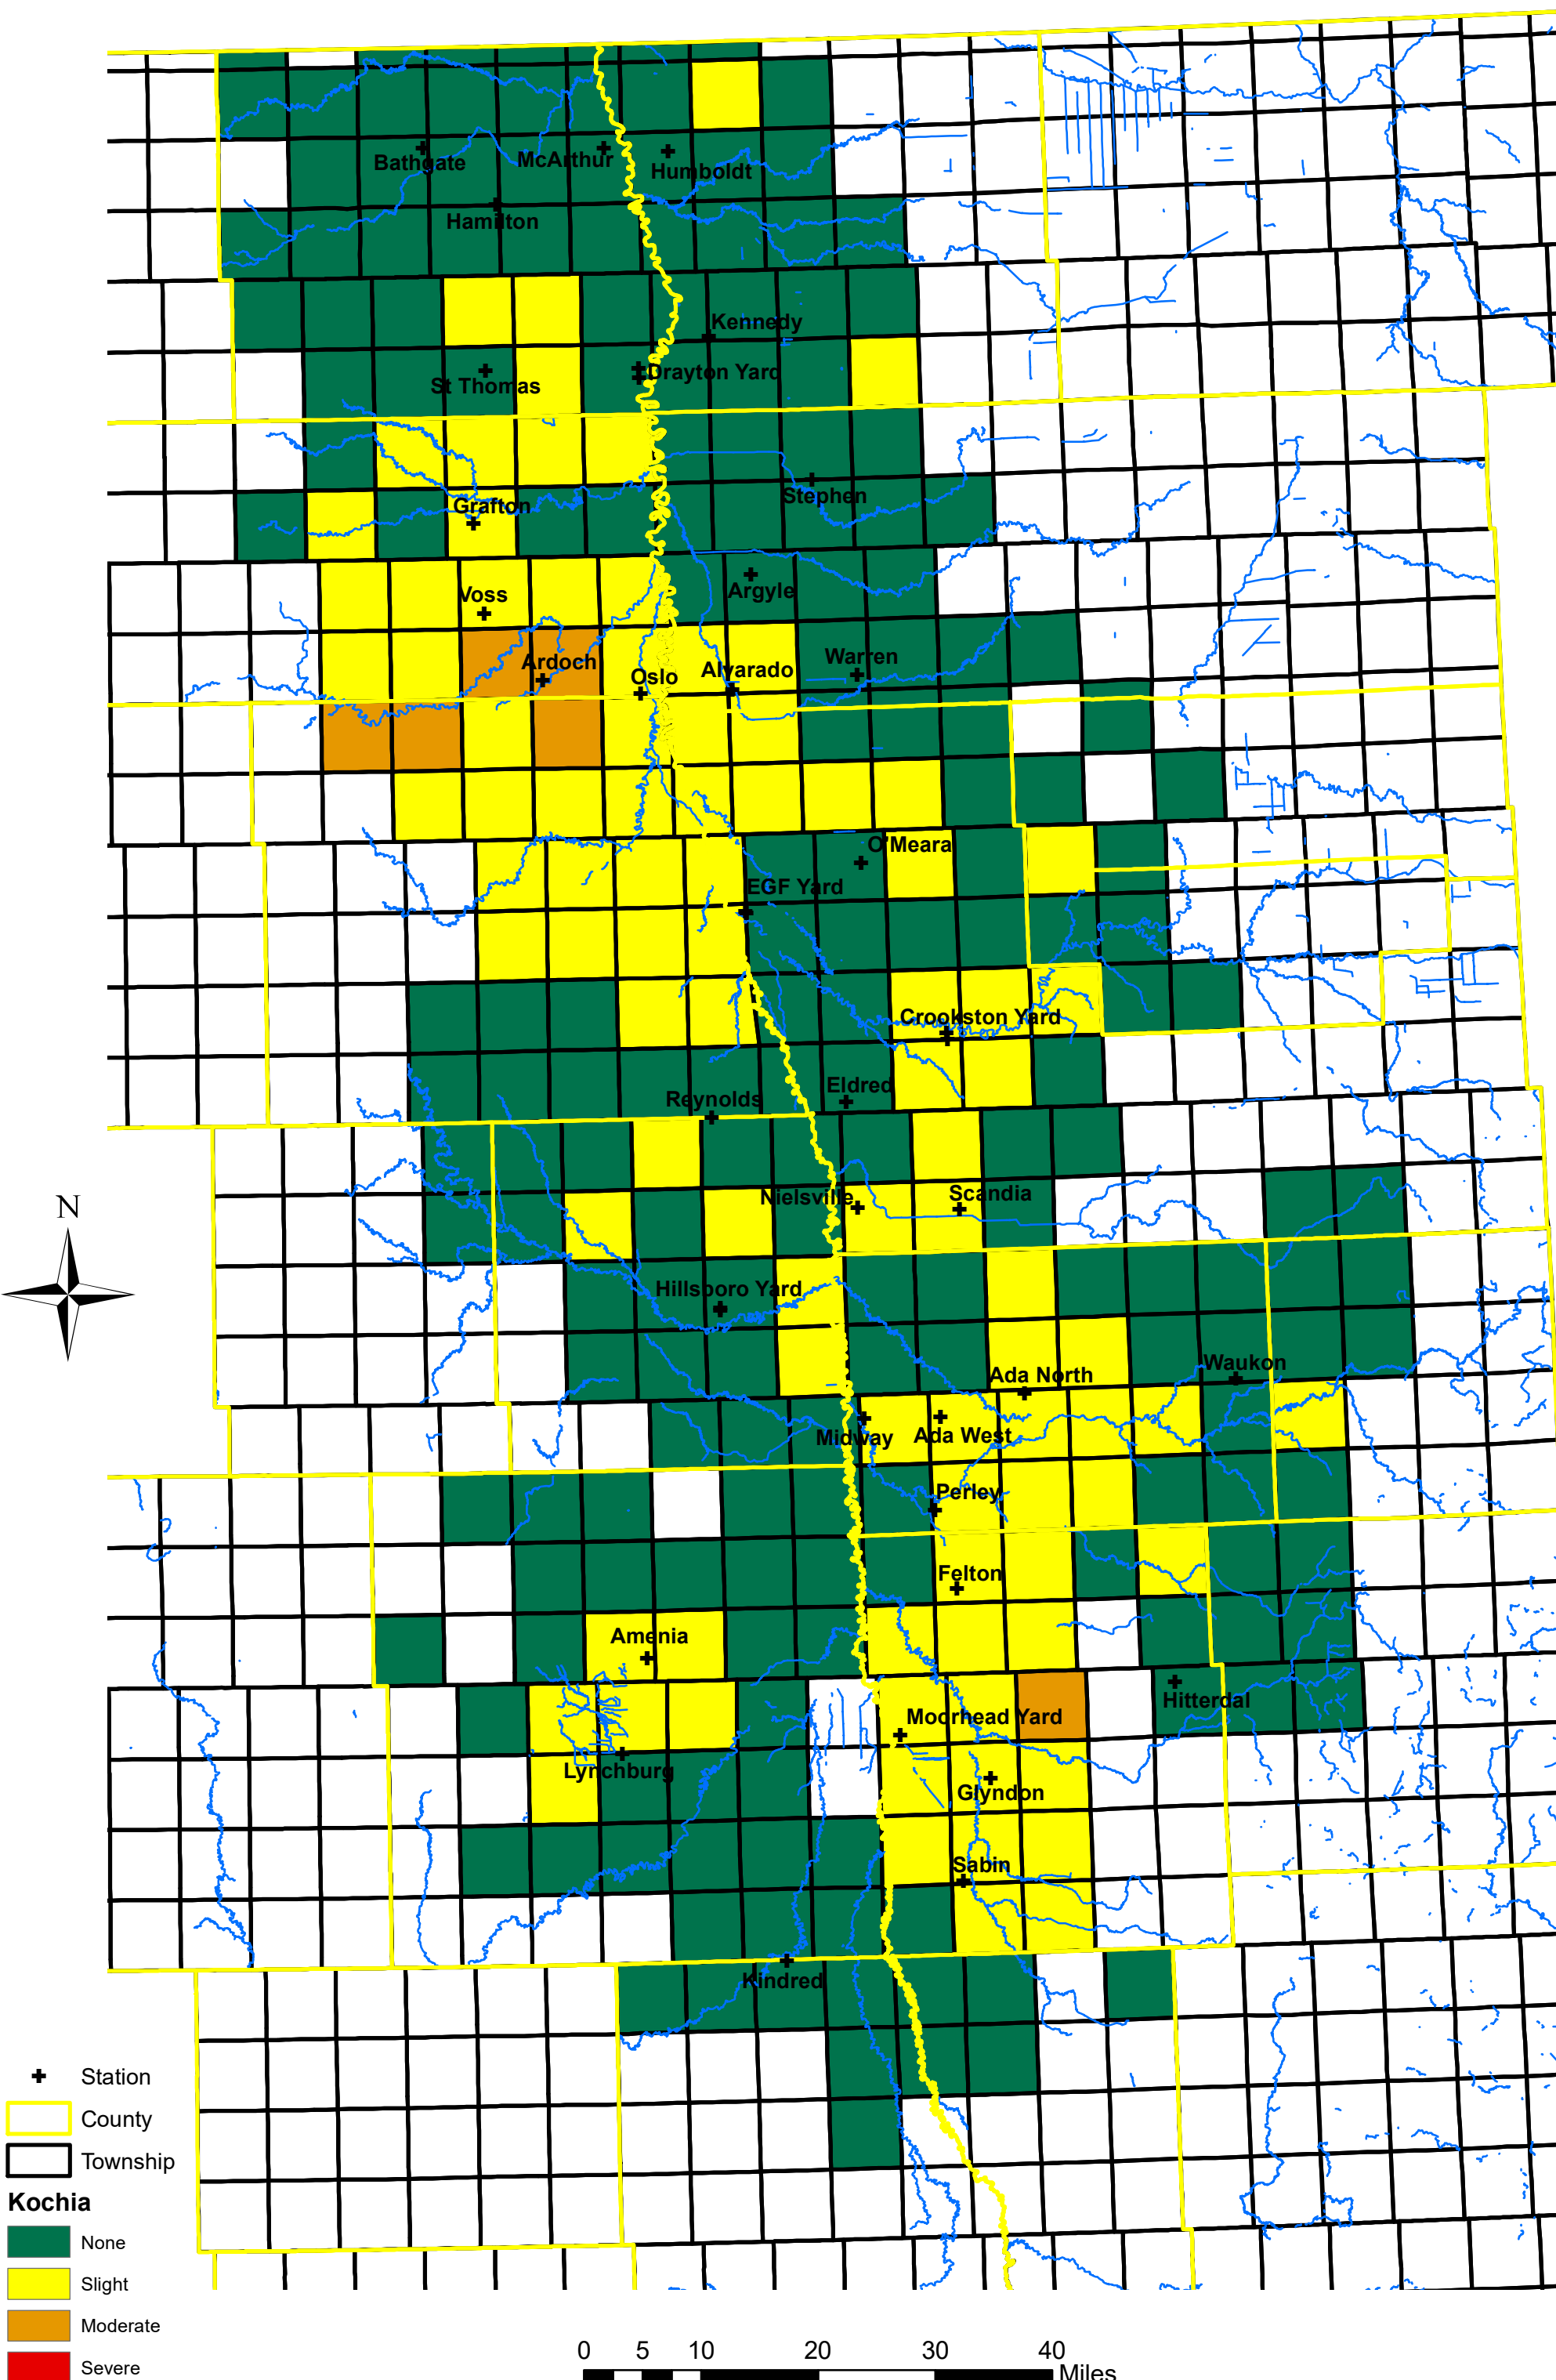 Bathgate
McArthur
Humboldt
Hamilton
Kennedy
St Thomas
Drayton Yard
Grafton
Stephen
Voss
Argyle
Ardoch
Oslo
Alvarado
Warren
O'Meara
EGF Yard
Crookston Yard
Reynolds
Eldred
Nielsville
Scandia
N
Hillsboro Yard
Waukon
Ada North
Midway
Ada West
Perley
Felton
Amenia
Hitterdal
Moorhead Yard
Lynchburg
Glyndon
Sabin
Kindred
Station
County
Township
Kochia
None
Slight
Moderate
Severe
0 5 10 20 30 40
Miles